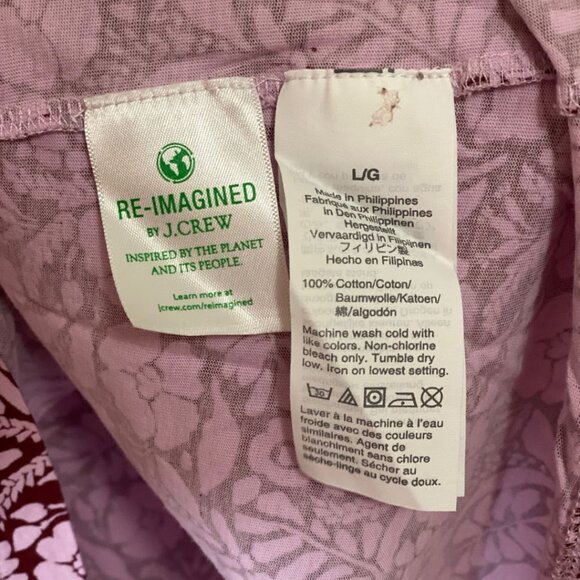 RE-IMAGINED
BY J.CREW
INSPIRED BY THE PLANET
AND ITS PEOPLE.
Learn more at
jcrew.com/reimagined
L/G
Made in Philippines
Fabriqué aux Philippines
in Den Philippinen
Hergestellt
Vervaardigd in Filipijnen
フィリピン製
Hecho en Filipinas
100% Cotton/Coton/
Baumwolle/Katoen/
綿/algodón
Machine wash cold with
like colors. Non-chlorine
bleach only. Tumble dry
low. Iron on lowest setting.
30
Laver à la machine à l'eau
froide avec des couleurs
similaires. Agent de
blanchiment sans chlore
seulement. Sécher au
sèche-linge au cycle doux.